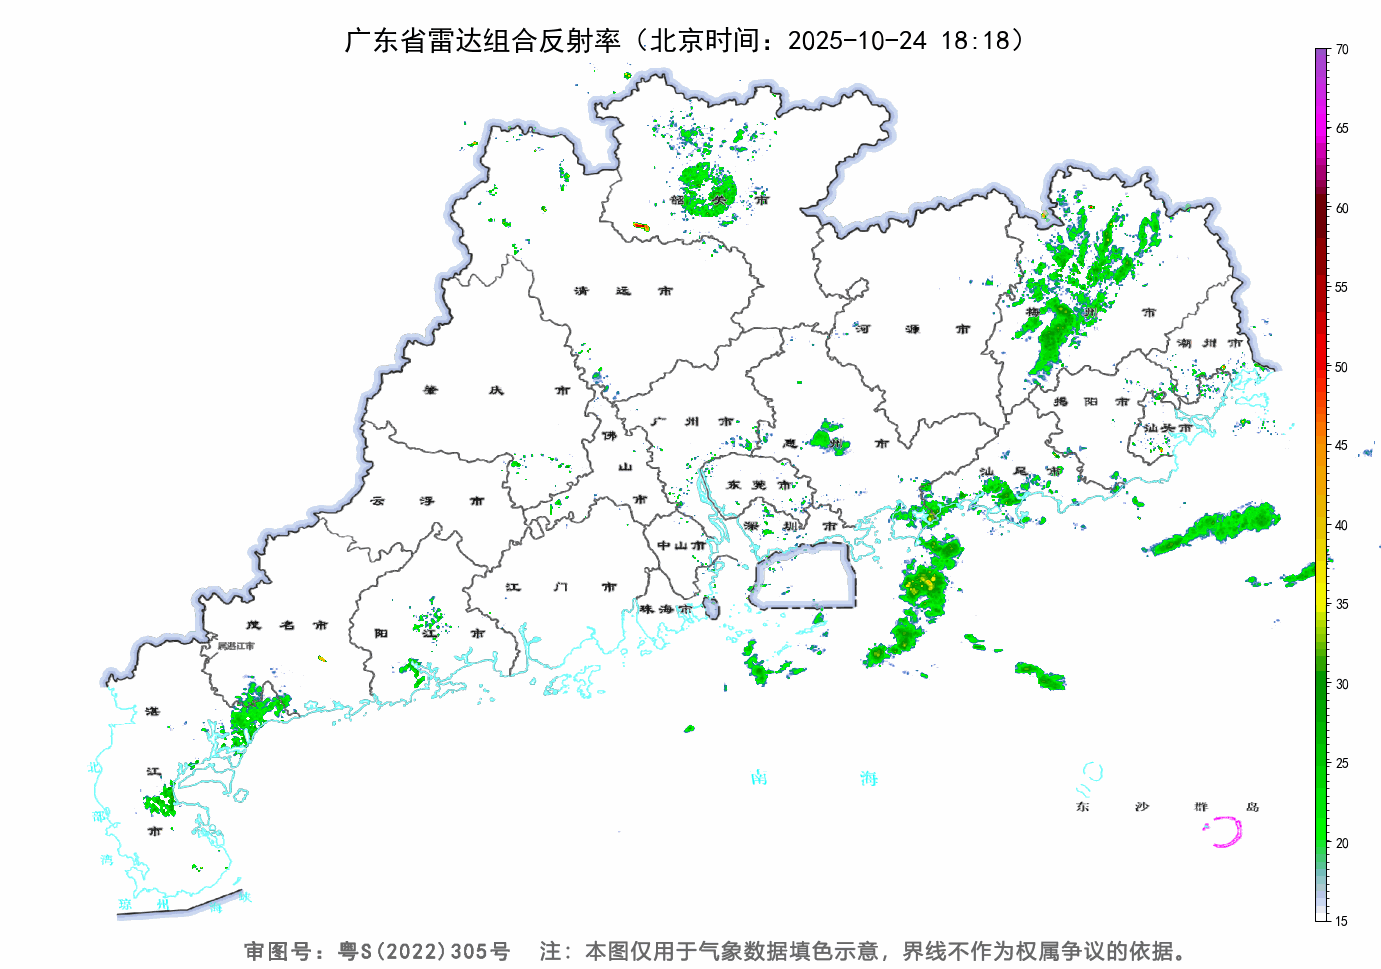 广东省雷达组合反射率（北京时间：2025-10-24 18:18）
70
65
60
55
50
45
40
35
30
25
20
15
韶 关 市
清 远 市
河 源 市
梅 州 市
潮 州 市
肇 庆 市
广 州 市
揭 阳 市
汕头市
佛 山 市
惠 州 市
汕 尾 市
东 莞 市
云 浮 市
深 圳 市
中山市
江 门 市
珠海市
茂 名 市
阳 江 市
属湛江市
湛 江 市
南 海
东 沙 群 岛
北 部 湾
琼 州 海 峡
审图号：粤S(2022)305号 注：本图仅用于气象数据填色示意，界线不作为权属争议的依据。